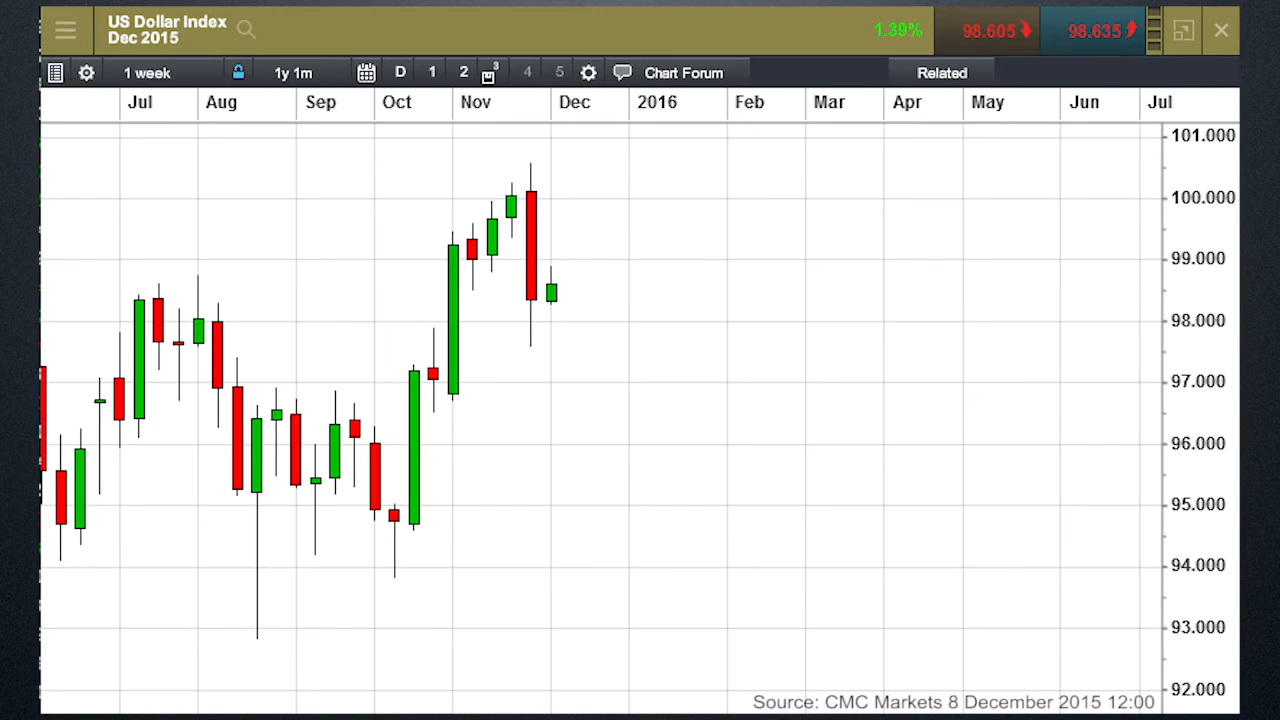 US Dollar Index
Dec 2015
1.39%
98.605
98.635
1 week
1y 1m
D
1
2
3
4
5
Chart Forum
Related
Jul
Aug
Sep
Oct
Nov
Dec
2016
Feb
Mar
Apr
May
Jun
Jul
101.000
100.000
99.000
98.000
97.000
96.000
95.000
94.000
93.000
92.000
Source: CMC Markets 8 December 2015 12:00